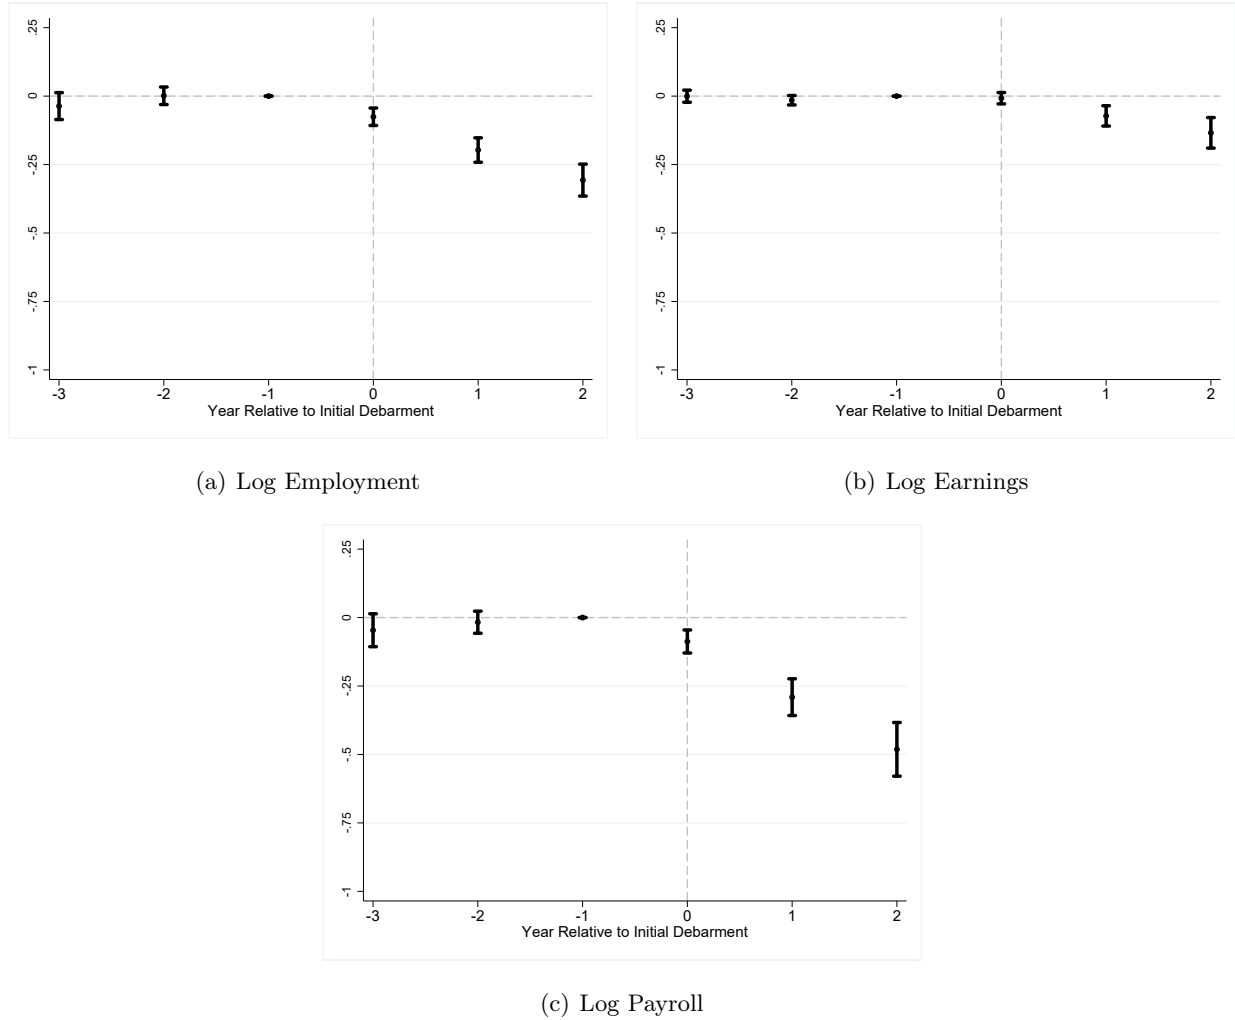 .25
0
-.25
-.5
-.75
-1
-3 -2 -1 0 1 2
Year Relative to Initial Debarment
(a) Log Employment
.25
0
-.25
-.5
-.75
-1
-3 -2 -1 0 1 2
Year Relative to Initial Debarment
(b) Log Earnings
.25
0
-.25
-.5
-.75
-1
-3 -2 -1 0 1 2
Year Relative to Initial Debarment
(c) Log Payroll